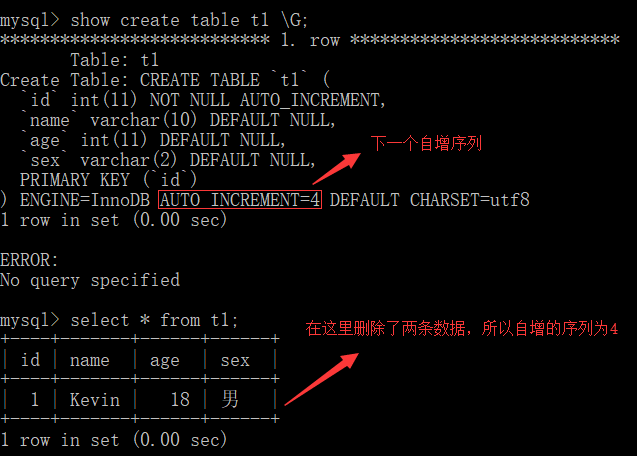 mysql> show create table t1 \G;
*************************** 1. row ***************************
Table: t1
Create Table: CREATE TABLE `t1` (
`id` int(11) NOT NULL AUTO_INCREMENT,
`name` varchar(10) DEFAULT NULL,
`age` int(11) DEFAULT NULL,
下一个自增序列
`sex` varchar(2) DEFAULT NULL,
PRIMARY KEY (`id`)
) ENGINE=InnoDB AUTO_INCREMENT=4 DEFAULT CHARSET=utf8
1 row in set (0.00 sec)
ERROR:
No query specified
mysql> select * from t1;
在这里删除了两条数据，所以自增的序列为4
+----+-------+------+------+
| id | name | age | sex |
+----+-------+------+------+
| 1 | Kevin | 18 | 男 |
+----+-------+------+------+
1 row in set (0.00 sec)